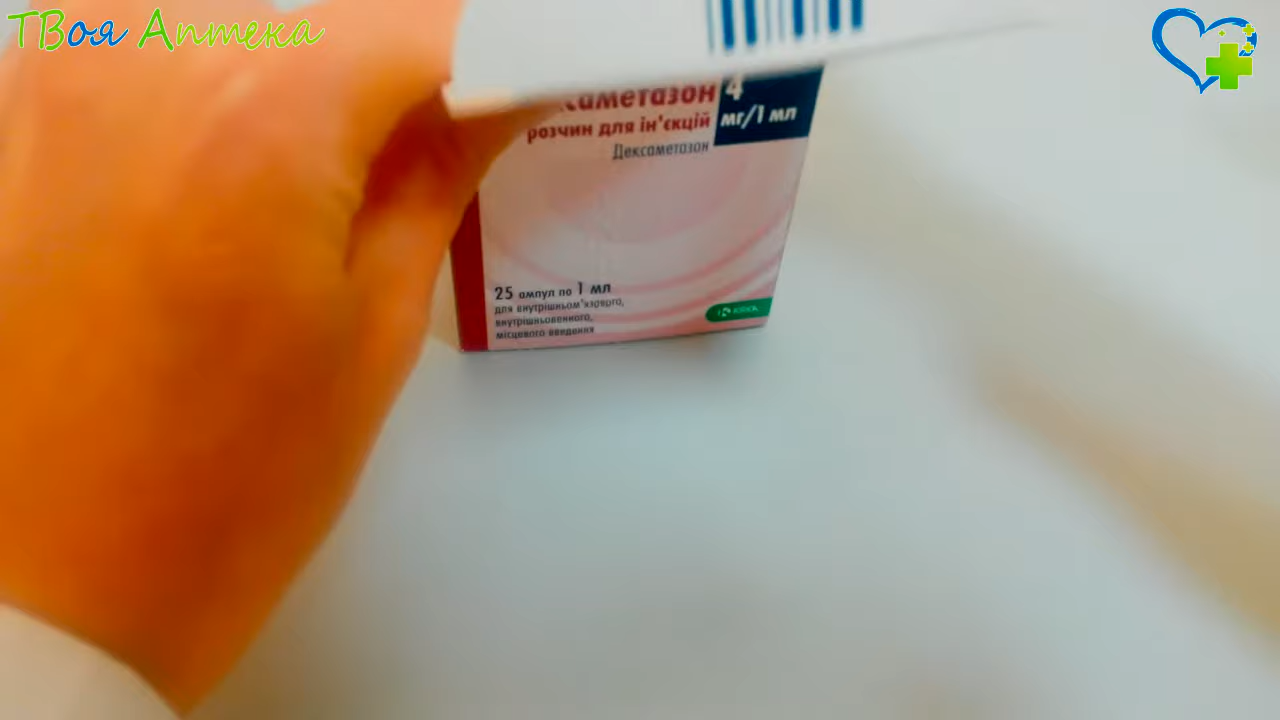 ТВоя Аптека
ксаметазон 4
розчин для ін'єкцій мг/1 мл
Дексаметазон
25 ампул по 1 мл
для внутрішньом'язового,
внутрішньовенного,
місцевого введення
KRKA